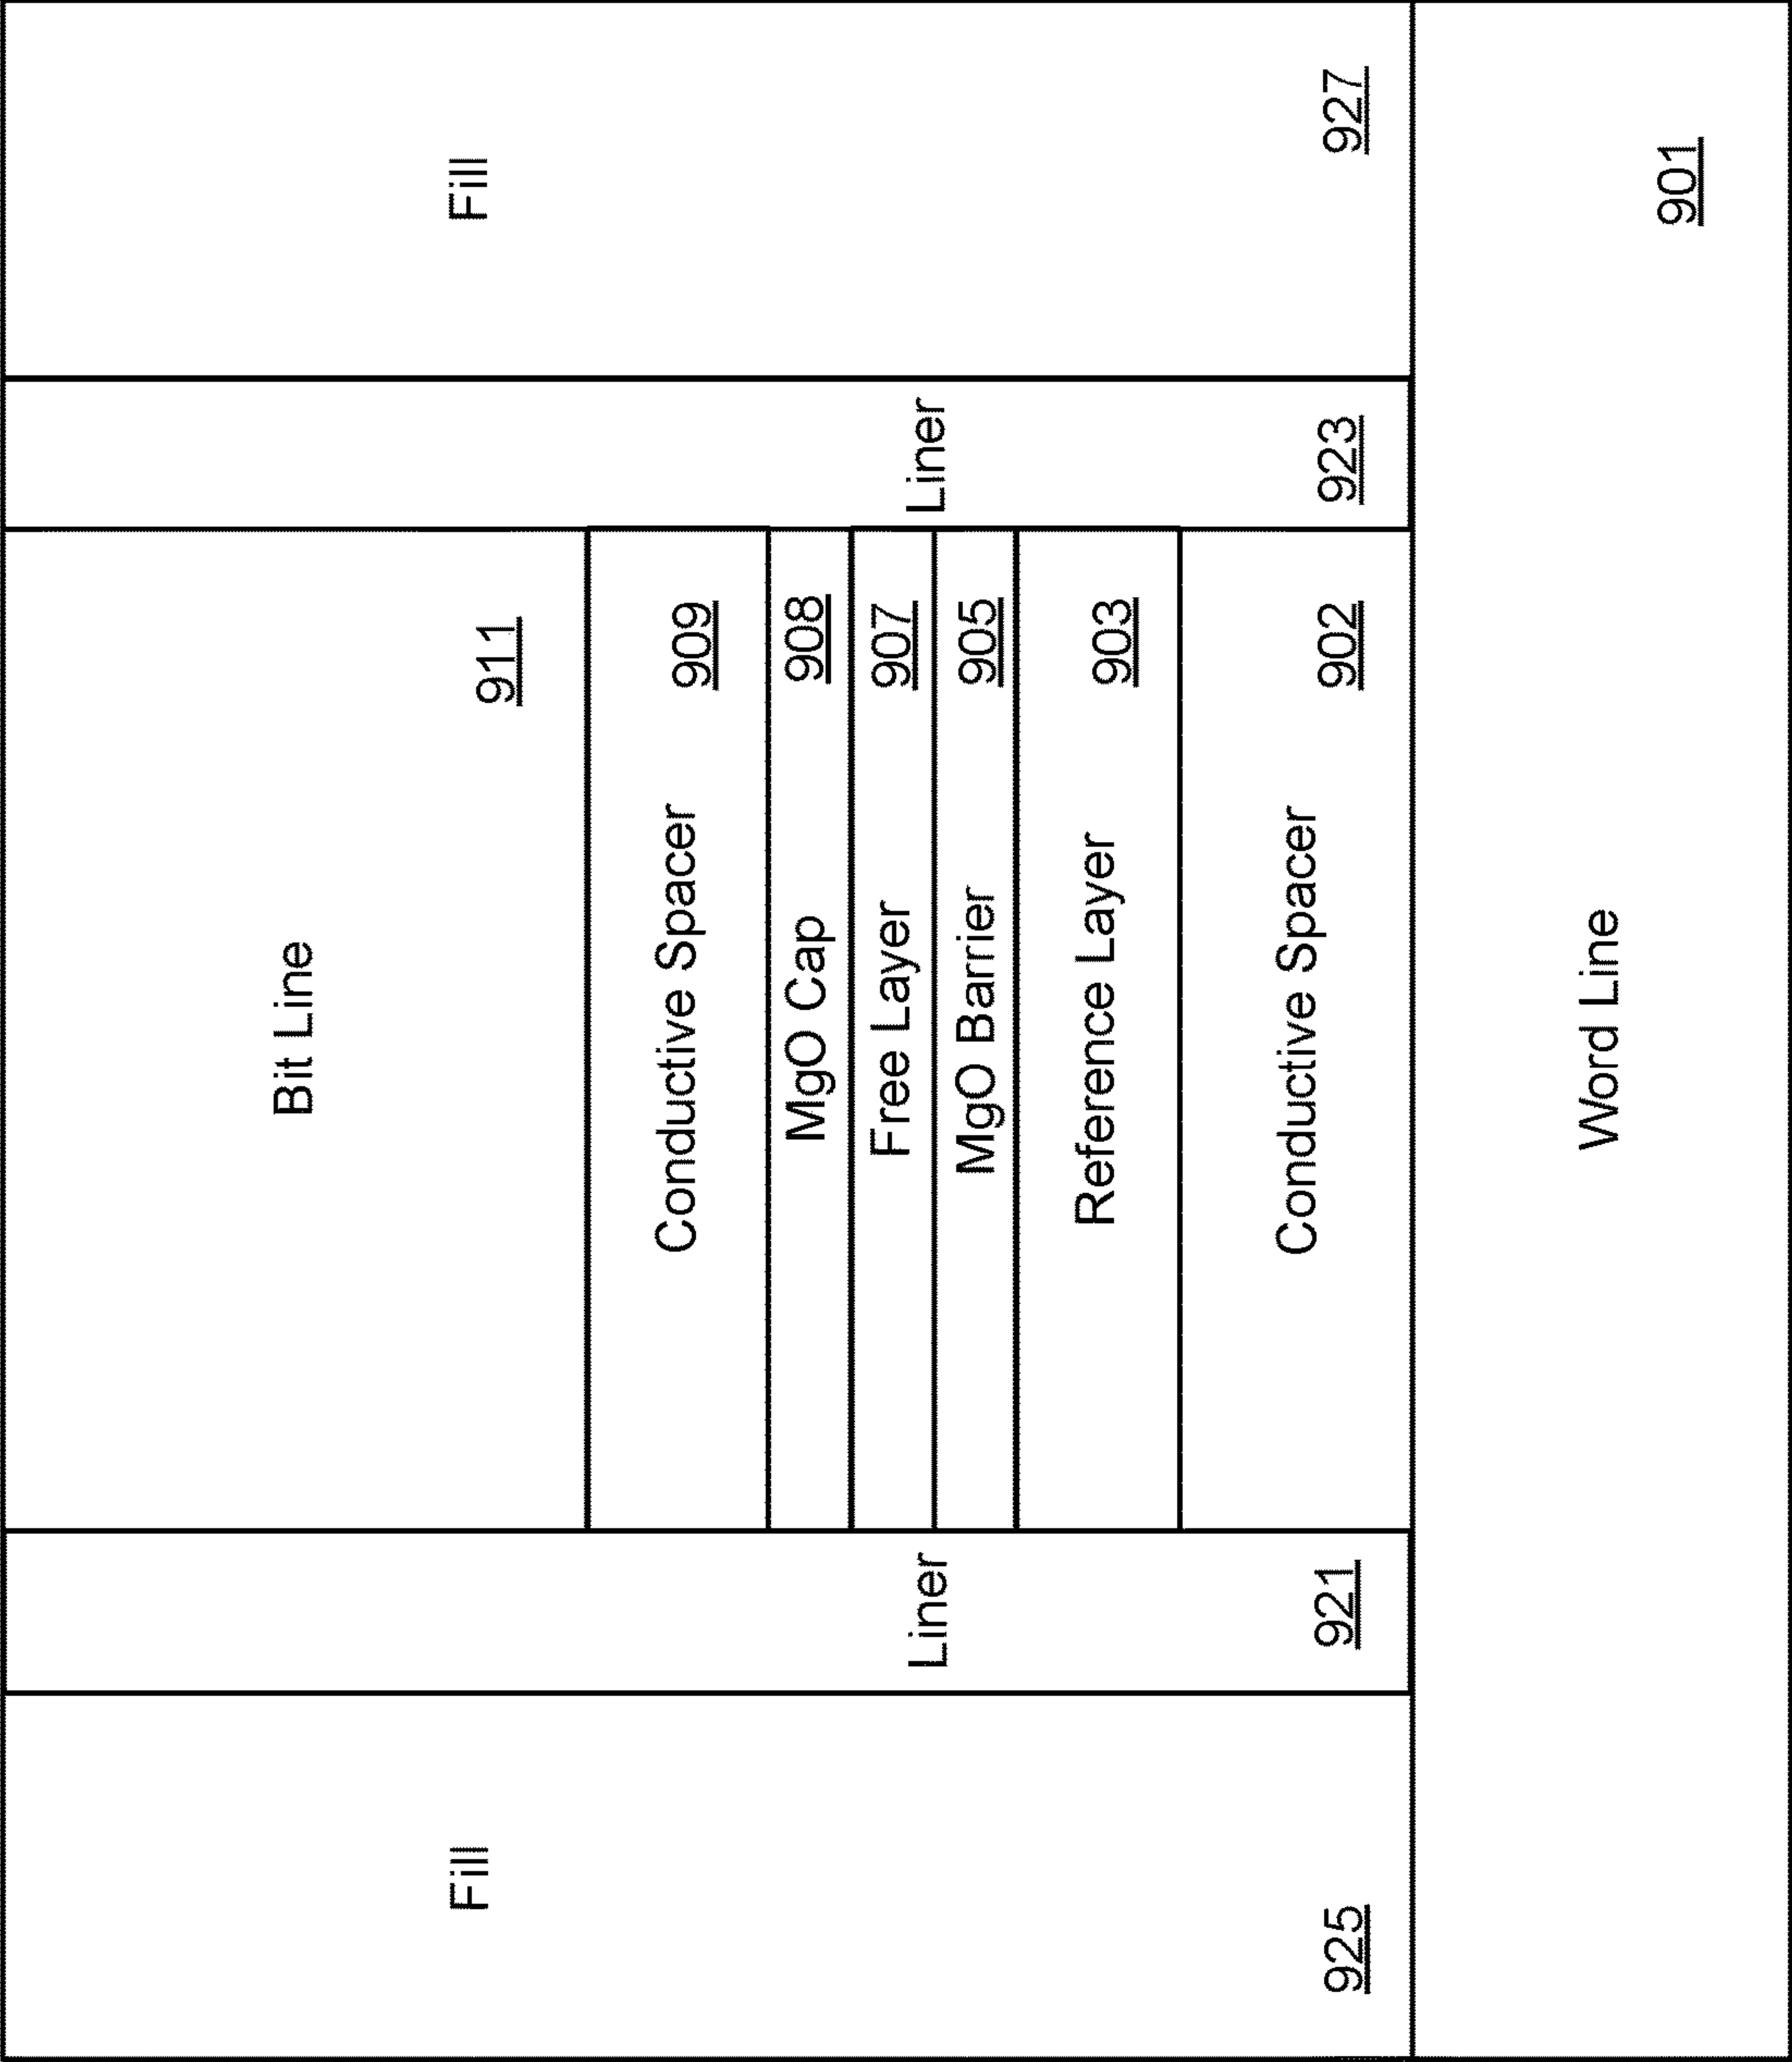 Bit Line
Fill
Fill
911
Conductive Spacer 909
MgO Cap 908
Free Layer 907
Liner
Liner
MgO Barrier 905
Reference Layer 903
925
921
Conductive Spacer 902
923
927
Word Line
901